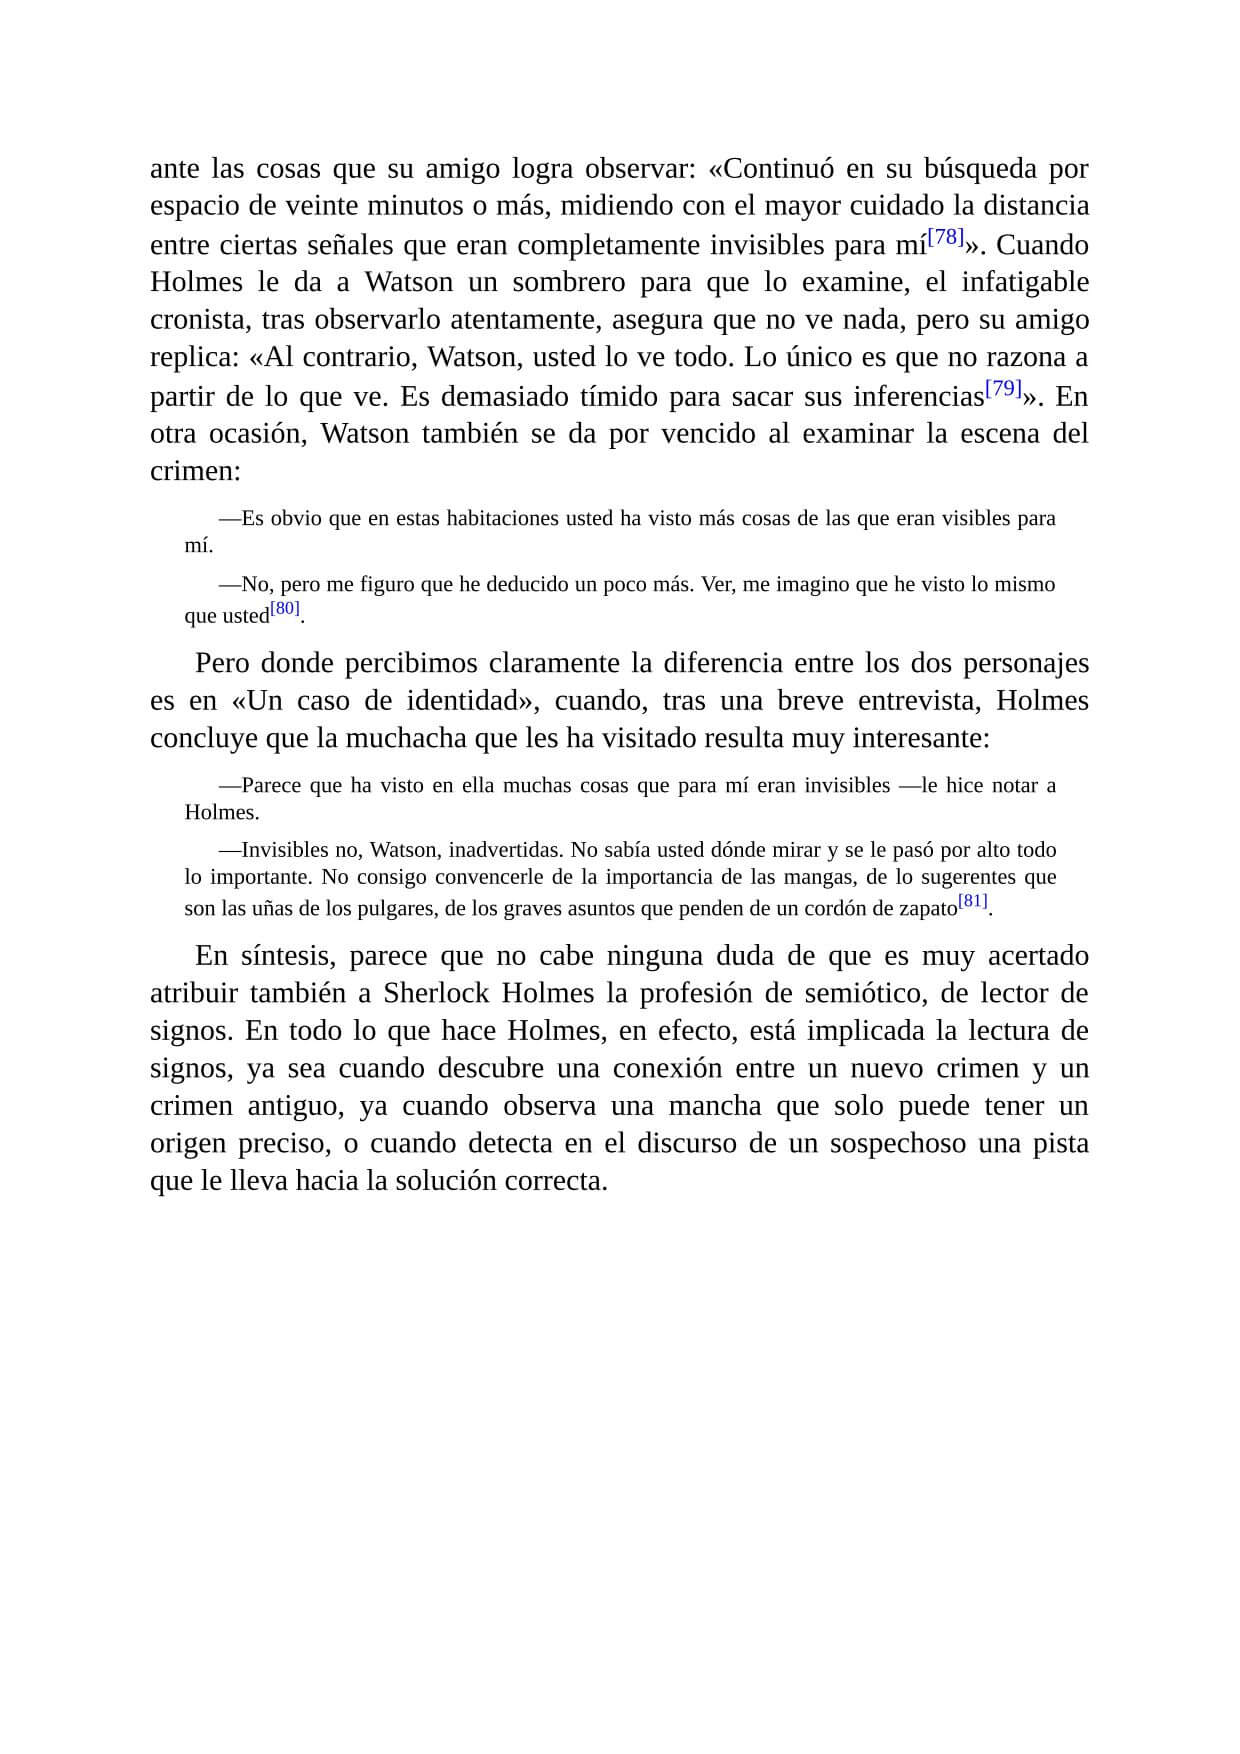 ante las cosas que su amigo logra observar: «Continuó en su búsqueda por
espacio de veinte minutos o más, midiendo con el mayor cuidado la distancia
entre ciertas señales que eran completamente invisibles para mí[78]». Cuando
Holmes le da a Watson un sombrero para que lo examine, el infatigable
cronista, tras observarlo atentamente, asegura que no ve nada, pero su amigo
replica: «Al contrario, Watson, usted lo ve todo. Lo único es que no razona a
partir de lo que ve. Es demasiado tímido para sacar sus inferencias[79]». En
otra ocasión, Watson también se da por vencido al examinar la escena del
crimen:
—Es obvio que en estas habitaciones usted ha visto más cosas de las que eran visibles para
mí.
—No, pero me figuro que he deducido un poco más. Ver, me imagino que he visto lo mismo
que usted[80].
Pero donde percibimos claramente la diferencia entre los dos personajes
es en «Un caso de identidad», cuando, tras una breve entrevista, Holmes
concluye que la muchacha que les ha visitado resulta muy interesante:
—Parece que ha visto en ella muchas cosas que para mí eran invisibles —le hice notar a
Holmes.
—Invisibles no, Watson, inadvertidas. No sabía usted dónde mirar y se le pasó por alto todo
lo importante. No consigo convencerle de la importancia de las mangas, de lo sugerentes que
son las uñas de los pulgares, de los graves asuntos que penden de un cordón de zapato[81].
En síntesis, parece que no cabe ninguna duda de que es muy acertado
atribuir también a Sherlock Holmes la profesión de semiótico, de lector de
signos. En todo lo que hace Holmes, en efecto, está implicada la lectura de
signos, ya sea cuando descubre una conexión entre un nuevo crimen y un
crimen antiguo, ya cuando observa una mancha que solo puede tener un
origen preciso, o cuando detecta en el discurso de un sospechoso una pista
que le lleva hacia la solución correcta.